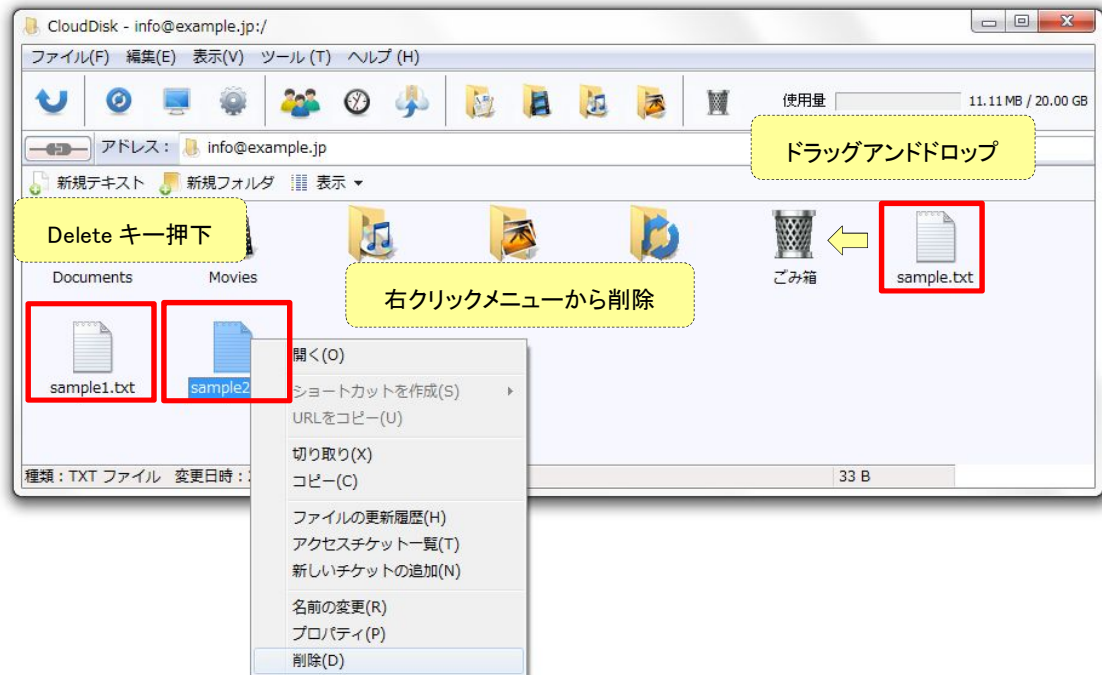 CloudDisk - info@example.jp:/
ファイル(F) 編集(E) 表示(V) ツール (T) ヘルプ (H)
使用量 11.11 MB / 20.00 GB
アドレス： info@example.jp
ドラッグアンドドロップ
新規テキスト 新規フォルダ 表示
Delete キー押下
Documents Movies ごみ箱 sample.txt
右クリックメニューから削除
sample1.txt sample2
開く(O)
ショートカットを作成(S)
URLをコピー(U)
切り取り(X)
コピー(C)
種類：TXT ファイル 変更日時： 33 B
ファイルの更新履歴(H)
アクセスチケット一覧(T)
新しいチケットの追加(N)
名前の変更(R)
プロパティ(P)
削除(D)